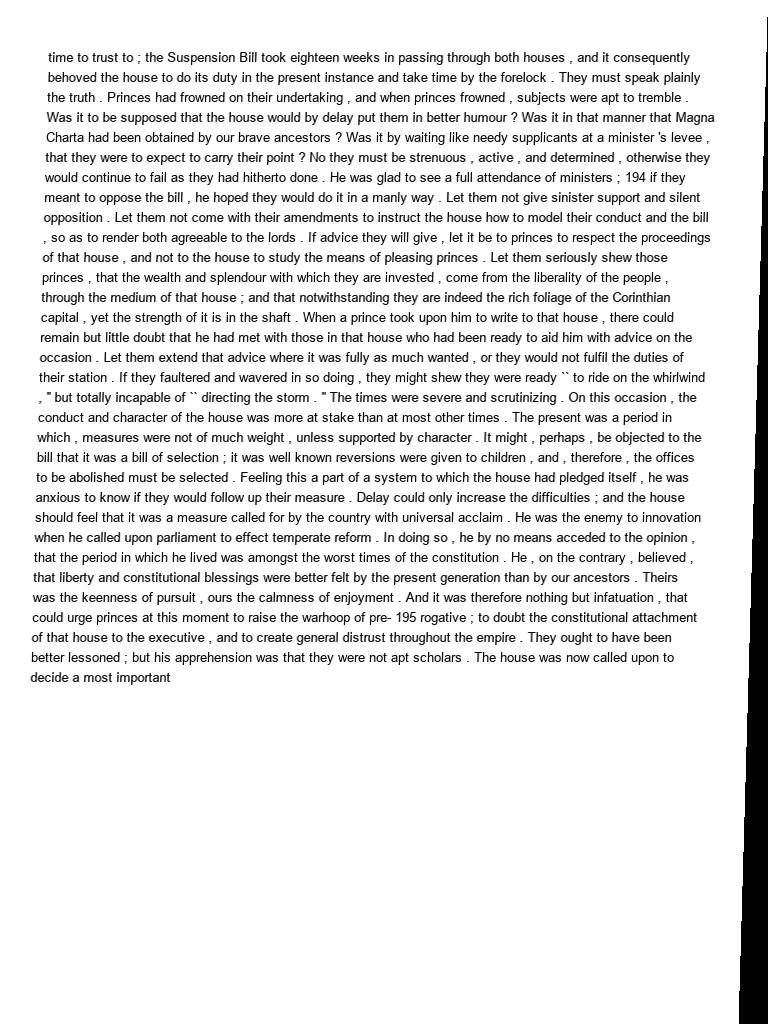 time to trust to ; the Suspension Bill took eighteen weeks in passing through both houses , and it consequently
behoved the house to do its duty in the present instance and take time by the forelock . They must speak plainly
the truth . Princes had frowned on their undertaking , and when princes frowned , subjects were apt to tremble .
Was it to be supposed that the house would by delay put them in better humour ? Was it in that manner that Magna
Charta had been obtained by our brave ancestors ? Was it by waiting like needy supplicants at a minister 's levee ,
that they were to expect to carry their point ? No they must be strenuous , active , and determined , otherwise they
would continue to fail as they had hitherto done . He was glad to see a full attendance of ministers ; 194 if they
meant to oppose the bill , he hoped they would do it in a manly way . Let them not give sinister support and silent
opposition . Let them not come with their amendments to instruct the house how to model their conduct and the bill
, so as to render both agreeable to the lords . If advice they will give , let it be to princes to respect the proceedings
of that house , and not to the house to study the means of pleasing princes . Let them seriously shew those
princes , that the wealth and splendour with which they are invested , come from the liberality of the people ,
through the medium of that house ; and that notwithstanding they are indeed the rich foliage of the Corinthian
capital , yet the strength of it is in the shaft . When a prince took upon him to write to that house , there could
remain but little doubt that he had met with those in that house who had been ready to aid him with advice on the
occasion . Let them extend that advice where it was fully as much wanted , or they would not fulfil the duties of
their station . If they faultered and wavered in so doing , they might shew they were ready `` to ride on the whirlwind
, " but totally incapable of `` directing the storm . " The times were severe and scrutinizing . On this occasion , the
conduct and character of the house was more at stake than at most other times . The present was a period in
which , measures were not of much weight , unless supported by character . It might , perhaps , be objected to the
bill that it was a bill of selection ; it was well known reversions were given to children , and , therefore , the offices
to be abolished must be selected . Feeling this a part of a system to which the house had pledged itself , he was
anxious to know if they would follow up their measure . Delay could only increase the difficulties ; and the house
should feel that it was a measure called for by the country with universal acclaim . He was the enemy to innovation
when he called upon parliament to effect temperate reform . In doing so , he by no means acceded to the opinion ,
that the period in which he lived was amongst the worst times of the constitution . He , on the contrary , believed ,
that liberty and constitutional blessings were better felt by the present generation than by our ancestors . Theirs
was the keenness of pursuit , ours the calmness of enjoyment . And it was therefore nothing but infatuation , that
could urge princes at this moment to raise the warhoop of pre- 195 rogative ; to doubt the constitutional attachment
of that house to the executive , and to create general distrust throughout the empire . They ought to have been
better lessoned ; but his apprehension was that they were not apt scholars . The house was now called upon to
decide a most important